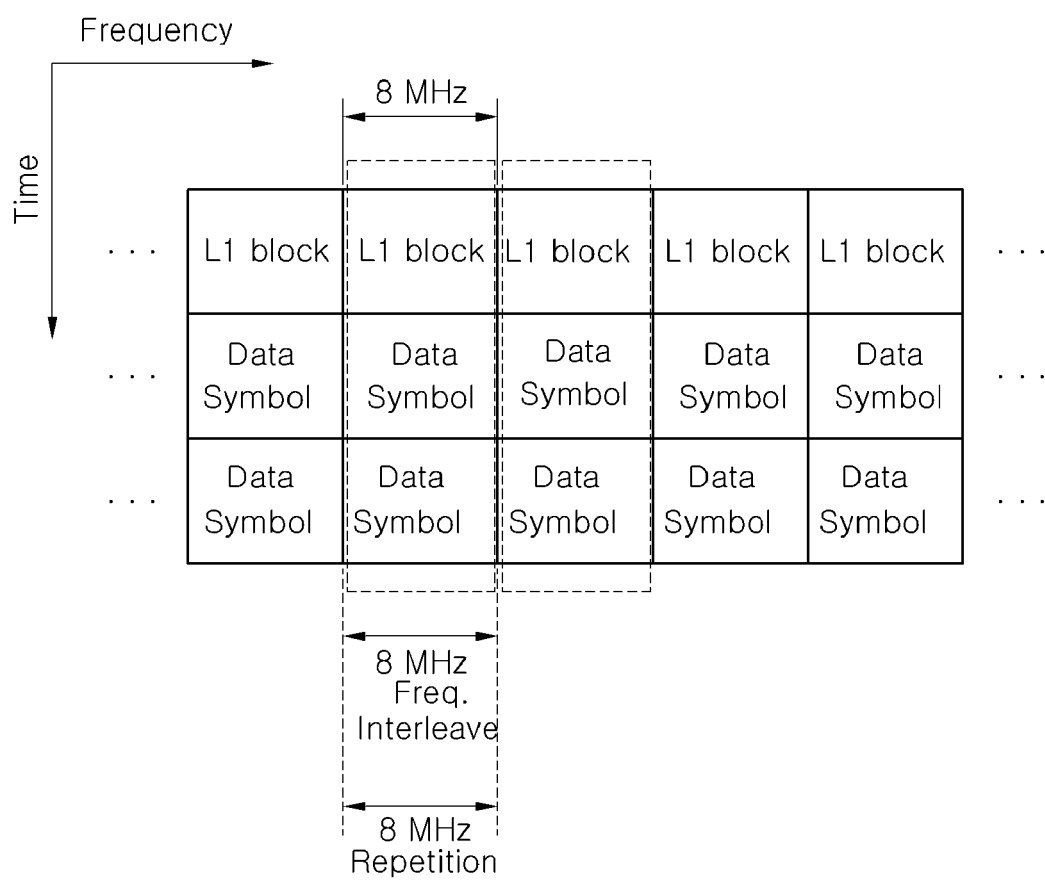 Frequency
8 MHz
Time
. . . L1 block L1 block L1 block L1 block L1 block . . .
Data Data Data Data Data
. . . Symbol Symbol Symbol Symbol Symbol . . .
Data Data Data Data Data
. . . Symbol Symbol Symbol Symbol Symbol . . .
8 MHz
Freq.
Interleave
8 MHz
Repetition